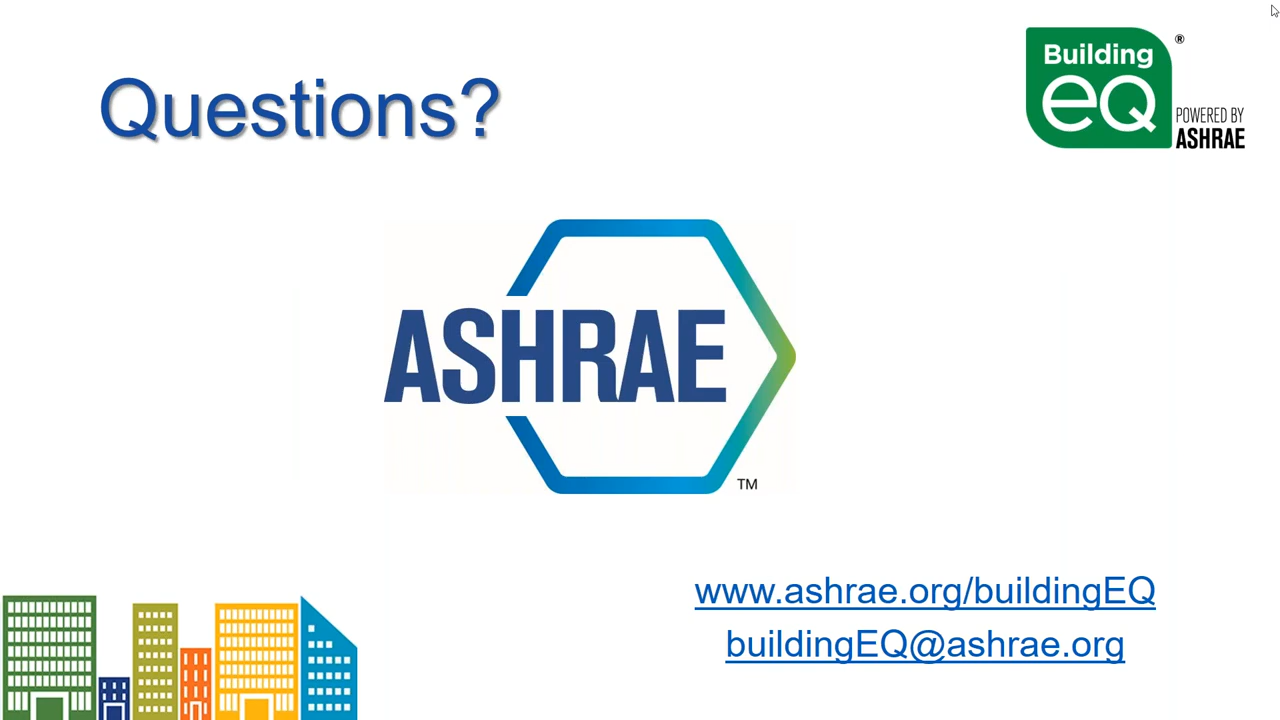 Questions?
Building
eQ
®
POWERED BY
ASHRAE
ASHRAE
TM
www.ashrae.org/buildingEQ
buildingEQ@ashrae.org